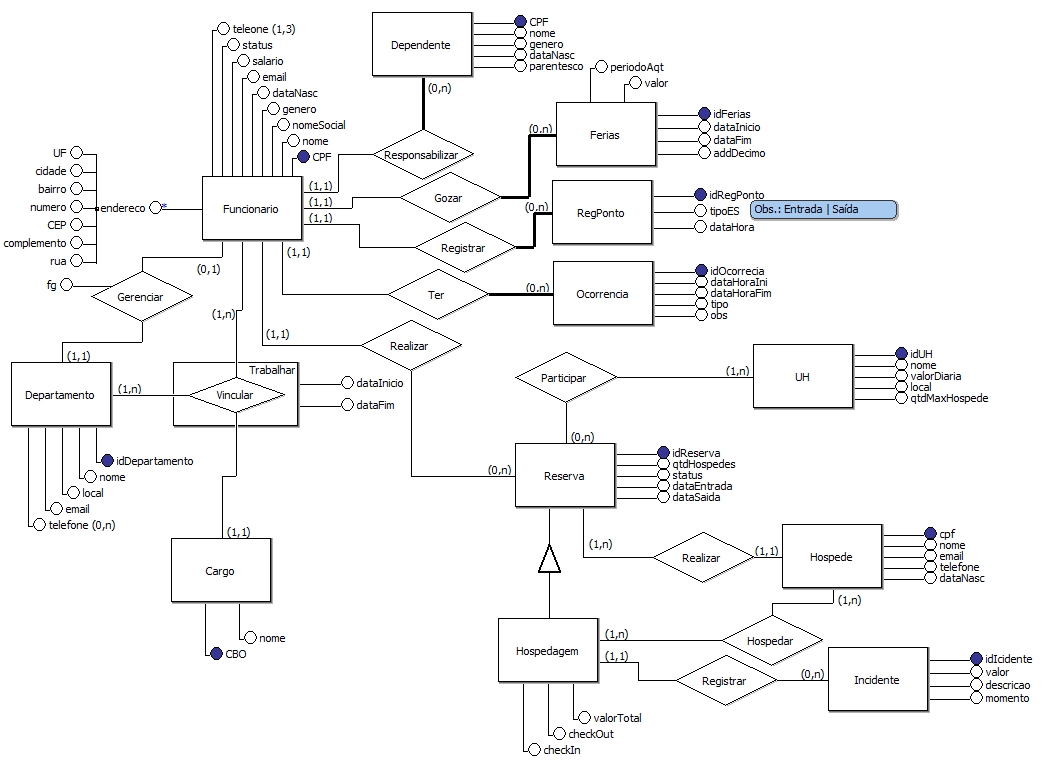 teleone (1,3)
status
salario
email
dataNasc
genero
nomeSocial
nome
CPF
Dependente
CPF
nome
genero
dataNasc
parentesco
(0,n)
periodoAqt
valor
Ferias
(0,n)
idFerias
dataInicio
dataFim
addDecimo
Responsabilizar
(1,1)
Gozar
(1,1)
(1,1)
UF
cidade
bairro
numero
CEP
complemento
rua
endereco
*
Funcionario
RegPonto
(0,n)
idRegPonto
tipoES
dataHora
Obs.: Entrada | Saída
Registrar
(1,1)
(0,1)
fg
Gerenciar
Ter
(0,n)
Ocorrencia
idOcorrecia
dataHoraIni
dataHoraFim
tipo
obs
(1,n)
(1,1)
Realizar
(1,1)
Departamento
(1,n)
Trabalhar
Vincular
dataInicio
dataFim
Participar
(1,n)
UH
idUH
nome
valorDiaria
local
qtdMaxHospede
idDepartamento
nome
local
email
telefone (0,n)
(0,n)
(0,n)
Reserva
idReserva
qtdHospedes
status
dataEntrada
dataSaida
(1,1)
Cargo
nome
CBO
(1,n)
Realizar
(1,1)
Hospede
cpf
nome
email
telefone
dataNasc
(1,n)
Hospedagem
(1,n)
Hospedar
(1,1)
Registrar
(0,n)
Incidente
idIcidente
valor
descricao
momento
valorTotal
checkOut
checkIn